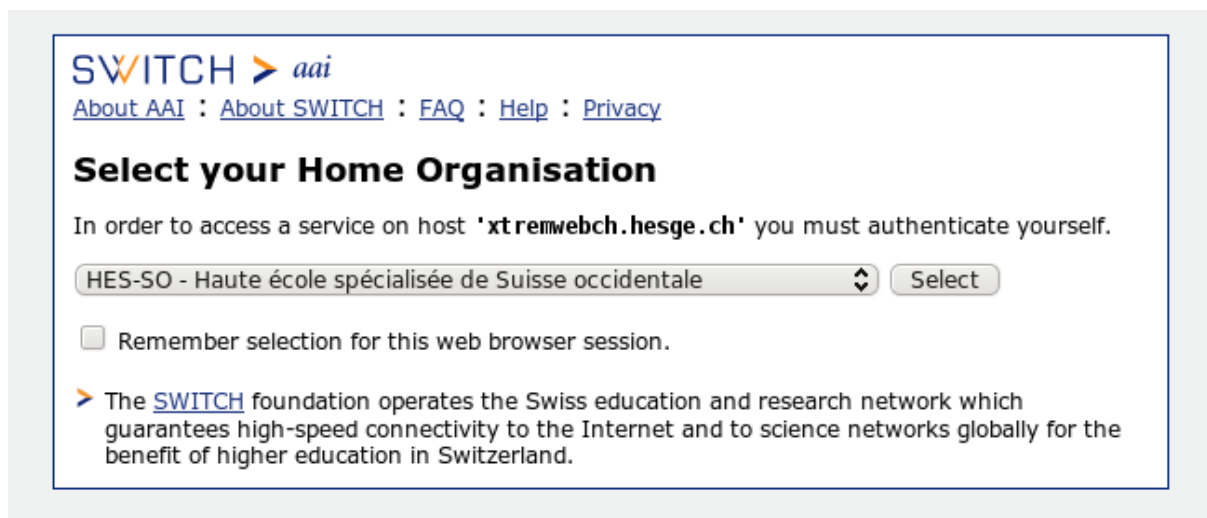 SWITCH > aai
About AAI : About SWITCH : FAQ : Help : Privacy
Select your Home Organisation
In order to access a service on host 'xtremwebch.hesge.ch' you must authenticate yourself.
HES-SO - Haute école spécialisée de Suisse occidentale Select
Remember selection for this web browser session.
The SWITCH foundation operates the Swiss education and research network which
guarantees high-speed connectivity to the Internet and to science networks globally for the
benefit of higher education in Switzerland.